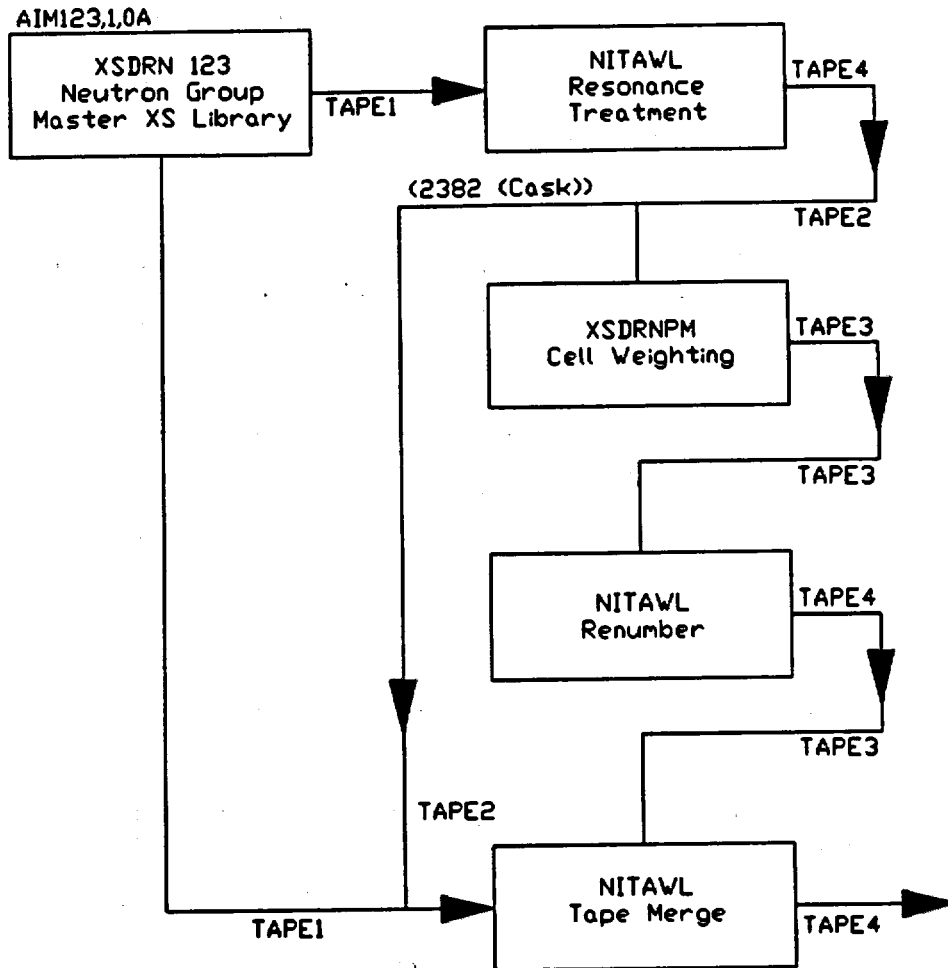 AIM123,1,0A
XSDRN 123
Neutron Group
Master XS Library
TAPE1
NITAWL
Resonance
Treatment
TAPE4
(2382 (Cask))
TAPE2
XSDRNPM
Cell Weighting
TAPE3
TAPE3
NITAWL
Renumber
TAPE4
TAPE3
TAPE2
NITAWL
Tape Merge
TAPE1
TAPE4